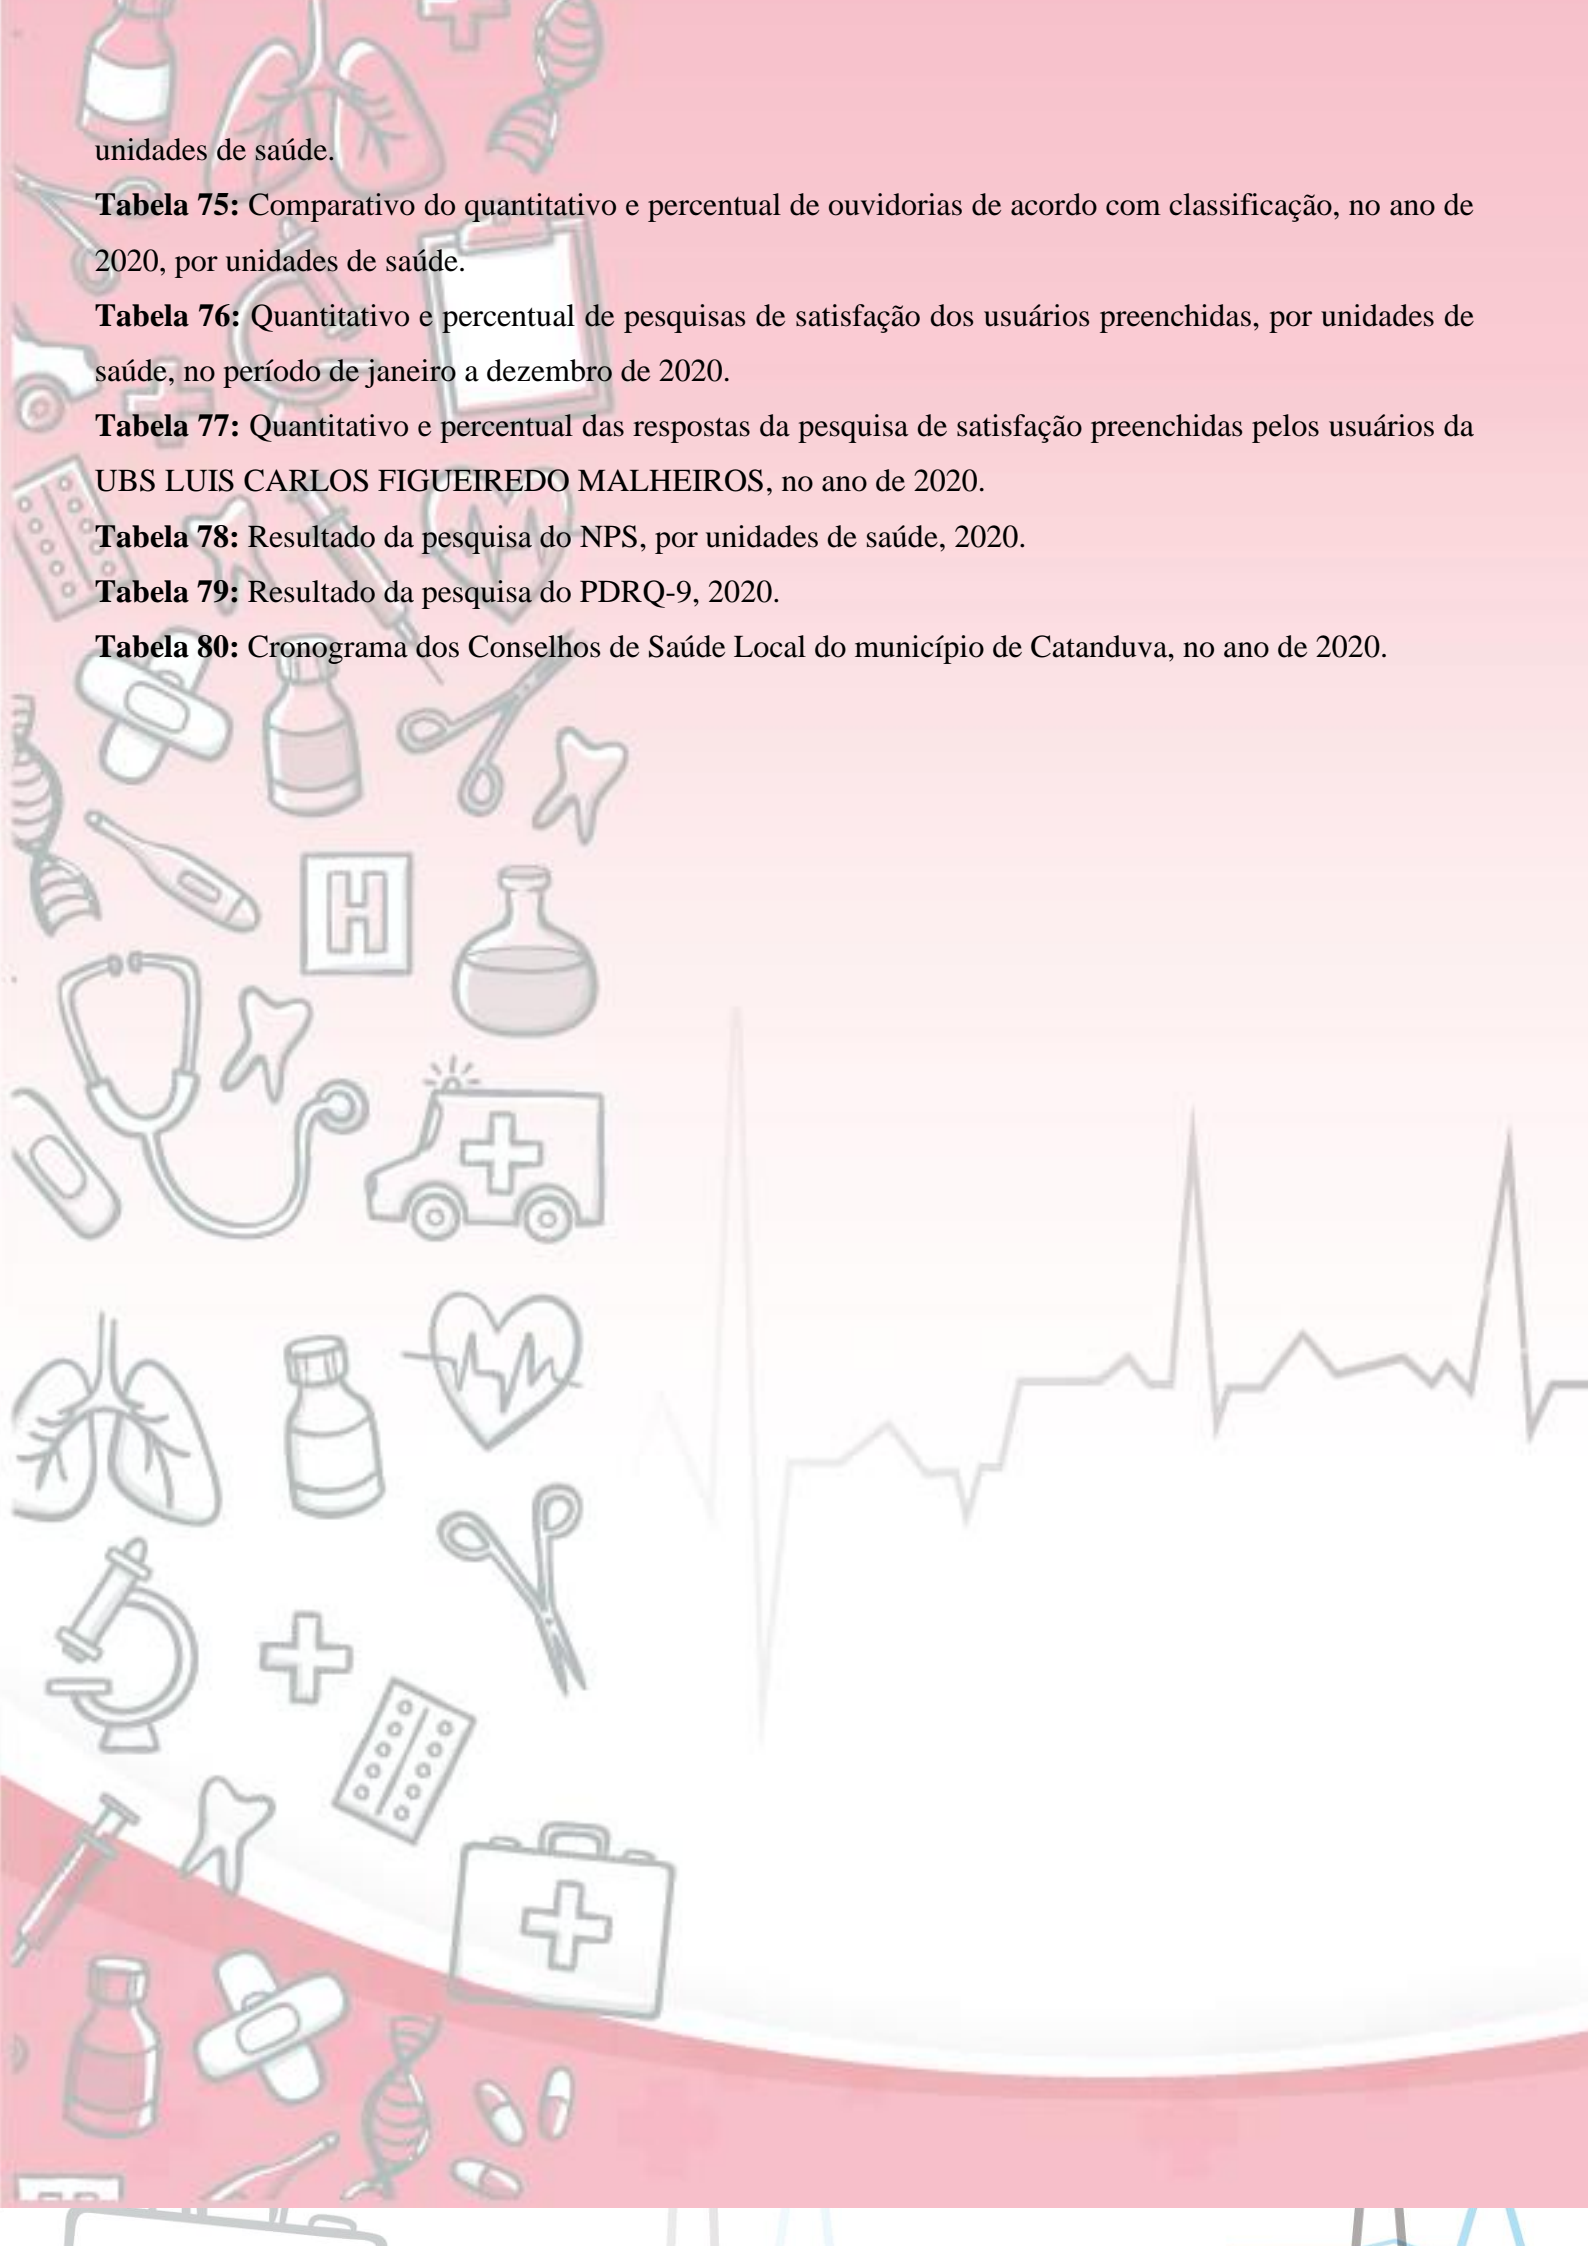 unidades de saúde.
Tabela 75: Comparativo do quantitativo e percentual de ouvidorias de acordo com classificação, no ano de
2020, por unidades de saúde.
Tabela 76: Quantitativo e percentual de pesquisas de satisfação dos usuários preenchidas, por unidades de
saúde, no período de janeiro a dezembro de 2020.
Tabela 77: Quantitativo e percentual das respostas da pesquisa de satisfação preenchidas pelos usuários da
UBS LUIS CARLOS FIGUEIREDO MALHEIROS, no ano de 2020.
Tabela 78: Resultado da pesquisa do NPS, por unidades de saúde, 2020.
Tabela 79: Resultado da pesquisa do PDRQ-9, 2020.
Tabela 80: Cronograma dos Conselhos de Saúde Local do município de Catanduva, no ano de 2020.
H